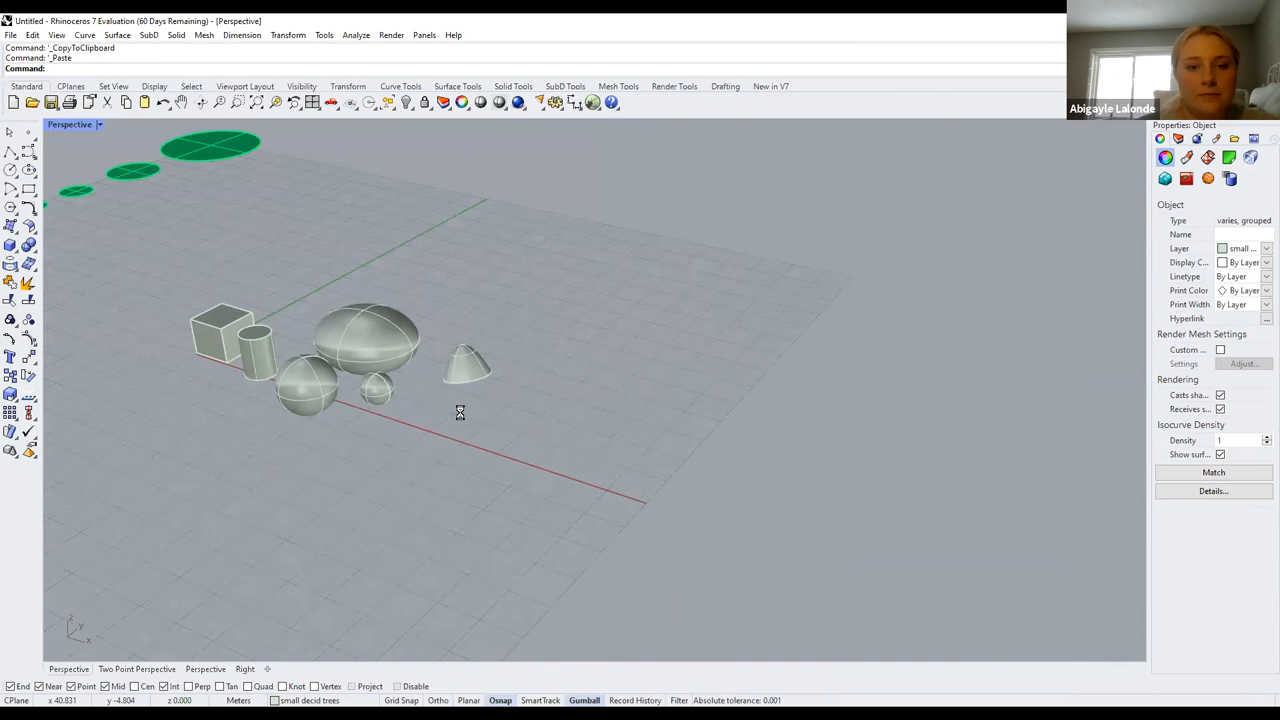 Untitled - Rhinoceros 7 Evaluation (60 Days Remaining) - [Perspective]
File Edit View Curve Surface SubD Solid Mesh Dimension Transform Tools Analyze Render Panels Help
Command: '_CopyToClipboard
Command: '_Paste
Command:
Standard CPlanes Set View Display Select Viewport Layout Visibility Transform Curve Tools Surface Tools Solid Tools SubD Tools Mesh Tools Render Tools Drafting New in V7
Abigayle Lalonde
Perspective
Properties: Object
Object
Type varies, grouped
Name
Layer small ...
Display C... By Layer
Linetype By Layer
Print Color By Layer
Print Width By Layer
Hyperlink ...
Render Mesh Settings
Custom ...
Settings Adjust...
Rendering
Casts sha...
Receives s...
Isocurve Density
Density 1
Show surf...
Match
Details...
z
y
x
Perspective Two Point Perspective Perspective Right
End Near Point Mid Cen Int Perp Tan Quad Knot Vertex Project Disable
CPlane x 40.831 y -4.804 z 0.000 Meters small decid trees Grid Snap Ortho Planar Osnap SmartTrack Gumball Record History Filter Absolute tolerance: 0.001